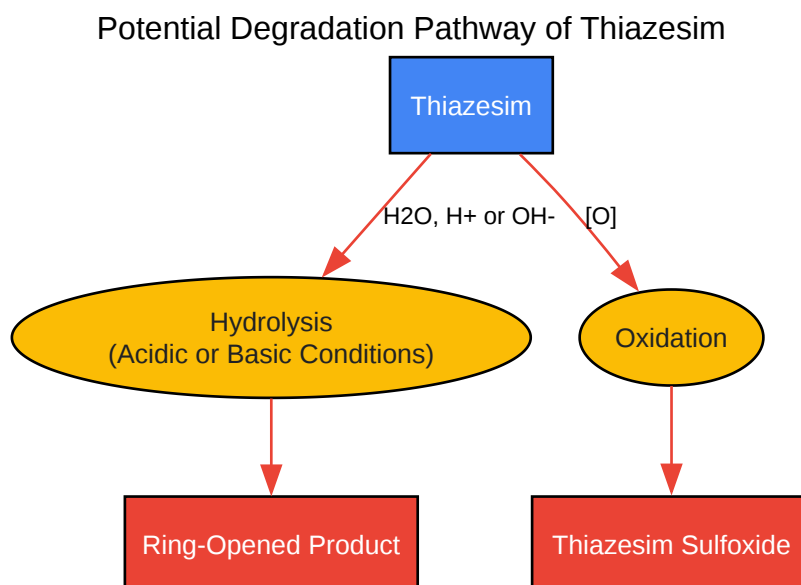 Potential Degradation Pathway of Thiazesim
Thiazesim
H2O, H+ or OH-
[O]
Hydrolysis
(Acidic or Basic Conditions)
Oxidation
Ring-Opened Product
Thiazesim Sulfoxide